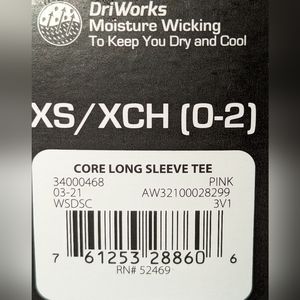 DriWorks
Moisture Wicking
To Keep You Dry and Cool
XS/XCH (0-2)
CORE LONG SLEEVE TEE
34000468 PINK
03-21 AW32100028299
WSDSC 3V1
7 61253 28860 6
RN# 52469